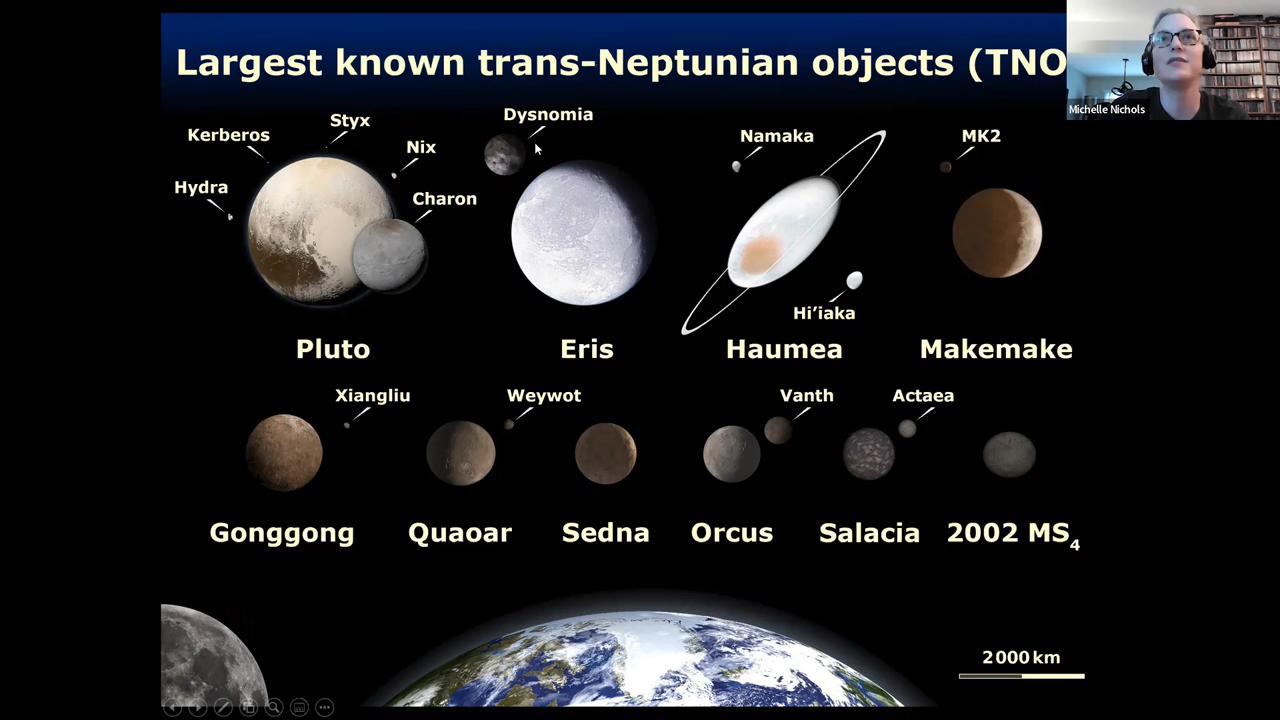 Largest known trans-Neptunian objects (TNO
Michelle Nichols
Kerberos
Styx
Nix
Hydra
Charon
Dysnomia
Namaka
Hi’iaka
MK2
Pluto
Eris
Haumea
Makemake
Xiangliu
Weywot
Vanth
Actaea
Gonggong
Quaoar
Sedna
Orcus
Salacia
2002 MS4
2000 km